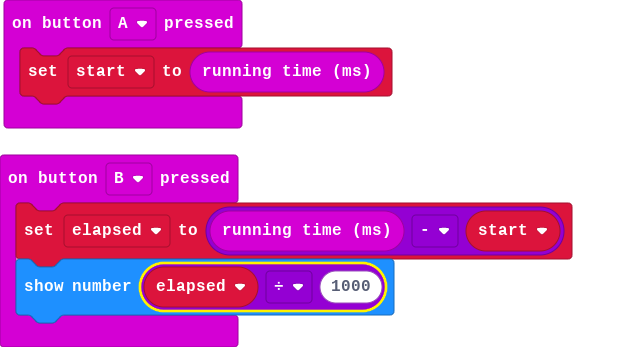 on button A pressed
set start to running time (ms)
on button B pressed
set elapsed to running time (ms) - start
show number elapsed ÷ 1000